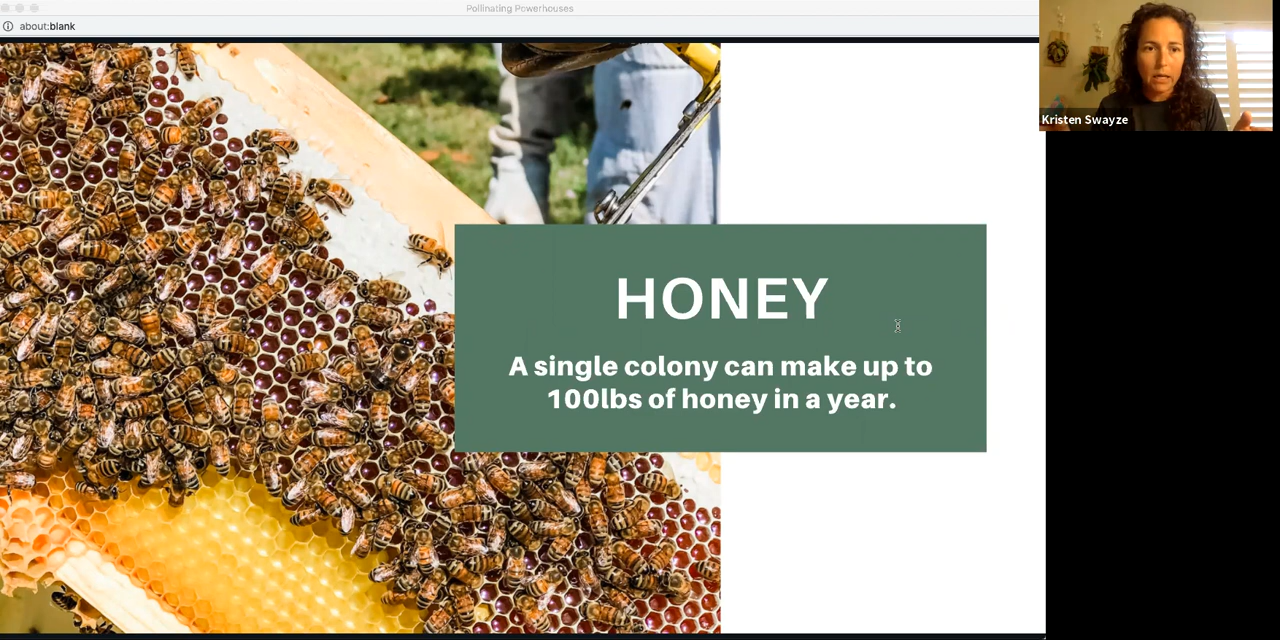 Pollinating Powerhouses
about:blank
Kristen Swayze
HONEY
A single colony can make up to
100lbs of honey in a year.